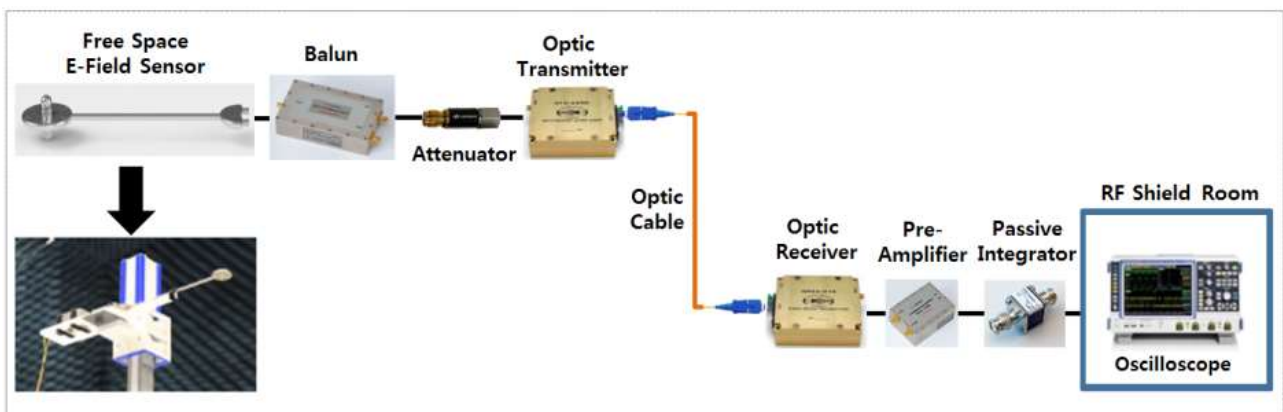 Free Space
E-Field Sensor
Balun
Optic
Transmitter
Attenuator
Optic
Cable
Optic
Receiver
Pre-
Amplifier
Passive
Integrator
RF Shield Room
Oscilloscope